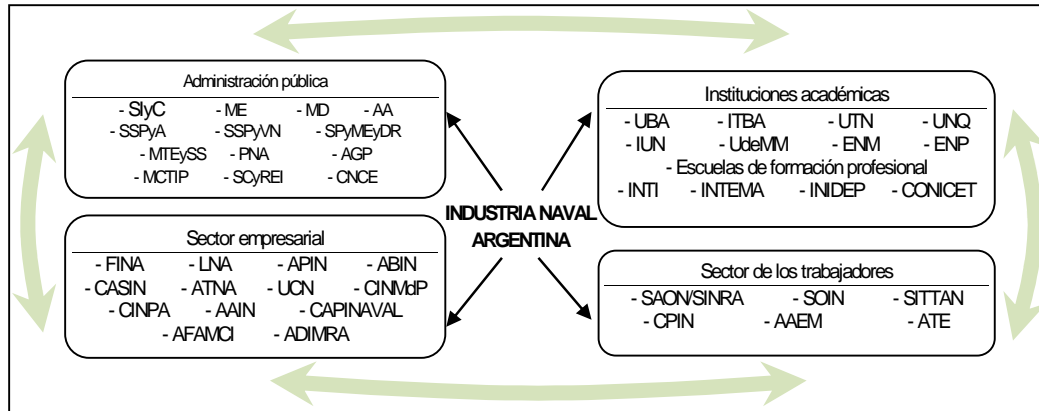 Administración pública
- SIyC - ME - MD - AA
- SSPyA - SSPyVN - SPyMEyDR
- MTEySS - PNA - AGP
- MCTIP - SCyREI - CNCE
Instituciones académicas
- UBA - ITBA - UTN - UNQ
- IUN - UdeMM - ENM - ENP
- Escuelas de formación profesional
- INTI - INTEMA - INIDEP - CONICET
INDUSTRIA NAVAL
ARGENTINA
Sector empresarial
- FINA - LNA - APIN - ABIN
- CASIN - ATNA - UCN - CINMdP
- CINPA - AAIN - CAPINAVAL
- AFAMCI - ADIMRA
Sector de los trabajadores
- SAON/SINRA - SOIN - SITTAN
- CPIN - AAEM - ATE